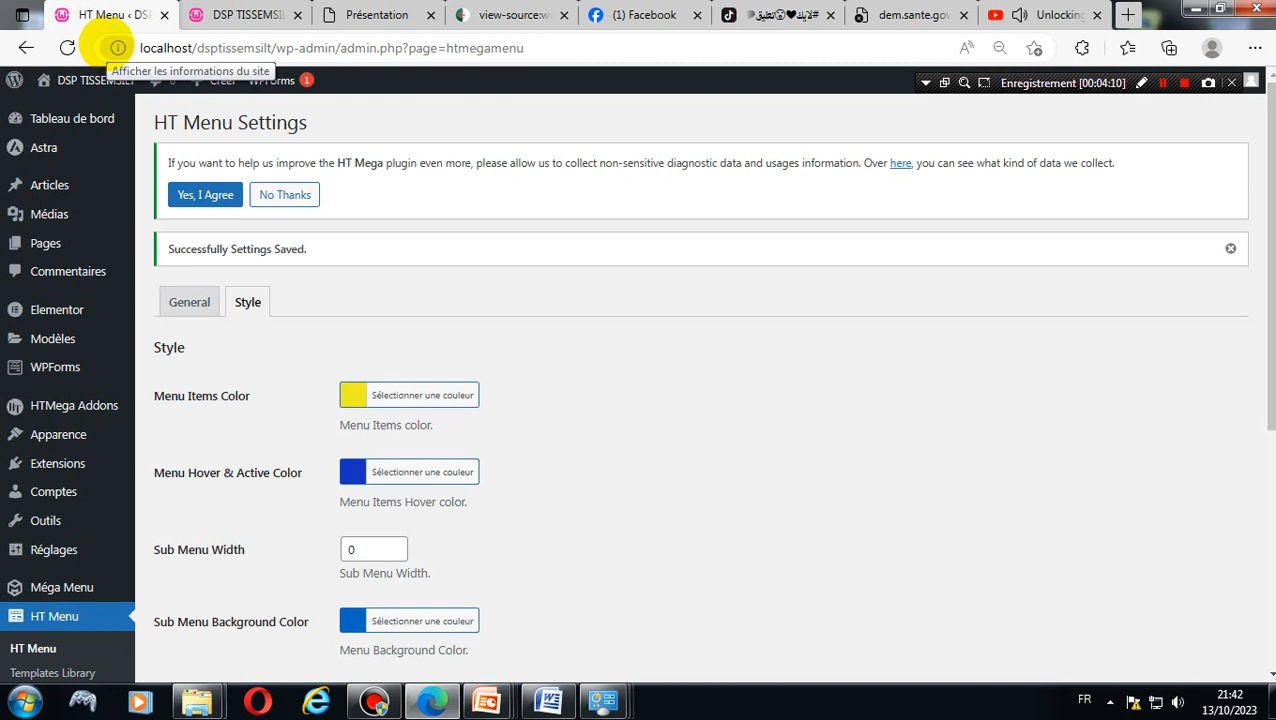 HT Menu ‹ DS
DSP TISSEMSIL
Présentation
view-source:w
(1) Facebook
dem.sante.go
Unlocking
localhost/dsptissemsilt/wp-admin/admin.php?page=htmegamenu
Afficher les informations du site
DSP TISSEMSILT
Créer
WPForms 1
Enregistrement [00:04:10]
Tableau de bord
Astra
Articles
Médias
Pages
Commentaires
Elementor
Modèles
WPForms
HTMega Addons
Apparence
Extensions
Comptes
Outils
Réglages
Méga Menu
HT Menu
HT Menu
Templates Library
HT Menu Settings
If you want to help us improve the HT Mega plugin even more, please allow us to collect non-sensitive diagnostic data and usages information. Over here, you can see what kind of data we collect.
Yes, I Agree
No Thanks
Successfully Settings Saved.
General
Style
Style
Menu Items Color
Sélectionner une couleur
Menu Items color.
Menu Hover & Active Color
Sélectionner une couleur
Menu Items Hover color.
Sub Menu Width
0
Sub Menu Width.
Sub Menu Background Color
Sélectionner une couleur
Menu Background Color.
FR
21:42
13/10/2023